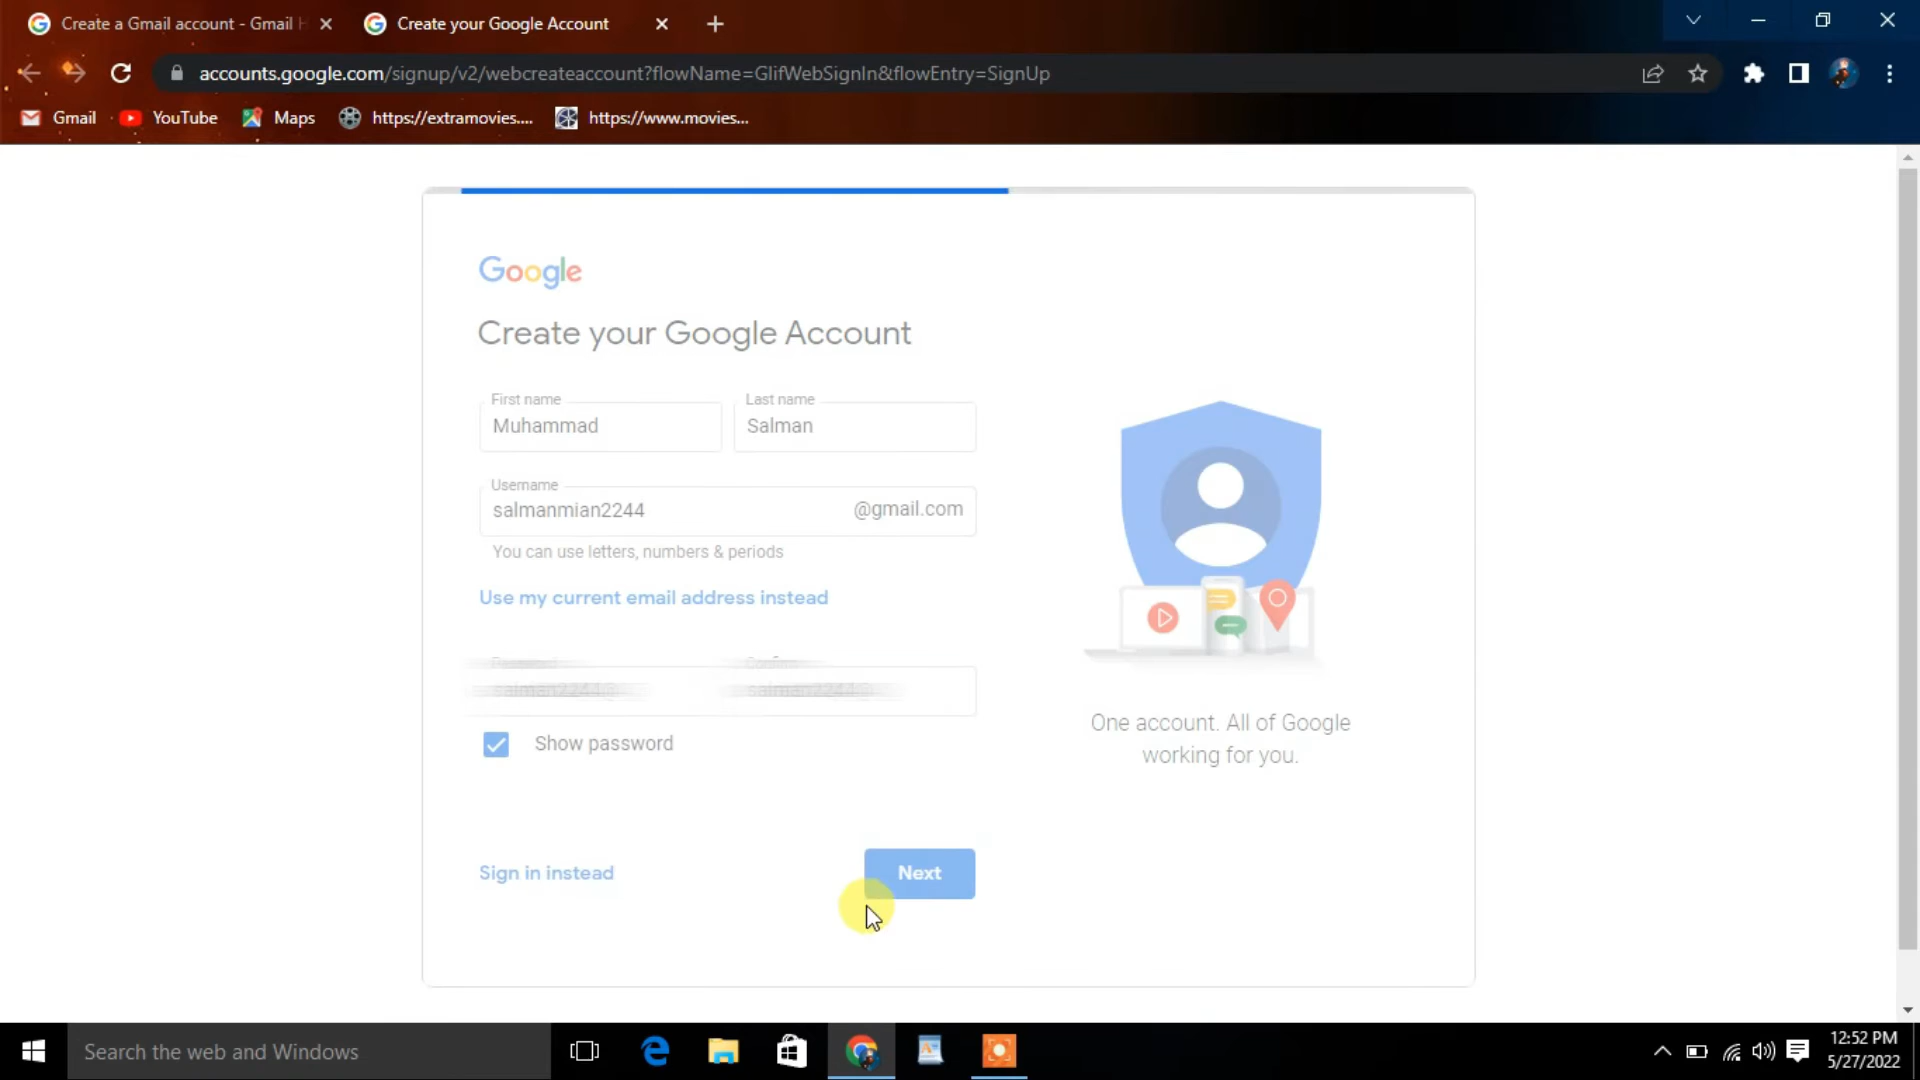 Create a Gmail account - Gmail H
Create your Google Account
accounts.google.com/signup/v2/webcreateaccount?flowName=GlifWebSignIn&flowEntry=SignUp
Gmail
YouTube
Maps
https://extramovies....
https://www.movies...
Google
Create your Google Account
First name
Last name
Muhammad
Salman
Username
salmanmian2244
@gmail.com
You can use letters, numbers & periods
Use my current email address instead
Show password
One account. All of Google
working for you.
Sign in instead
Next
Search the web and Windows
12:52 PM
5/27/2022